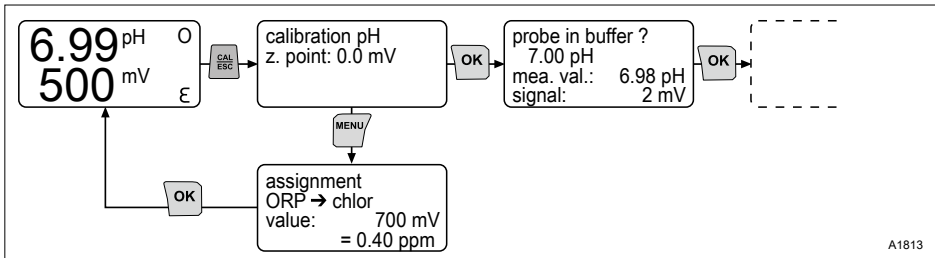 6.99 pH O
500 mV ε
CAL
ESC
calibration pH
z. point: 0.0 mV
OK
probe in buffer ?
7.00 pH
mea. val.: 6.98 pH
signal: 2 mV
OK
MENU
assignment
ORP ➔ chlor
value: 700 mV
= 0.40 ppm
OK
A1813